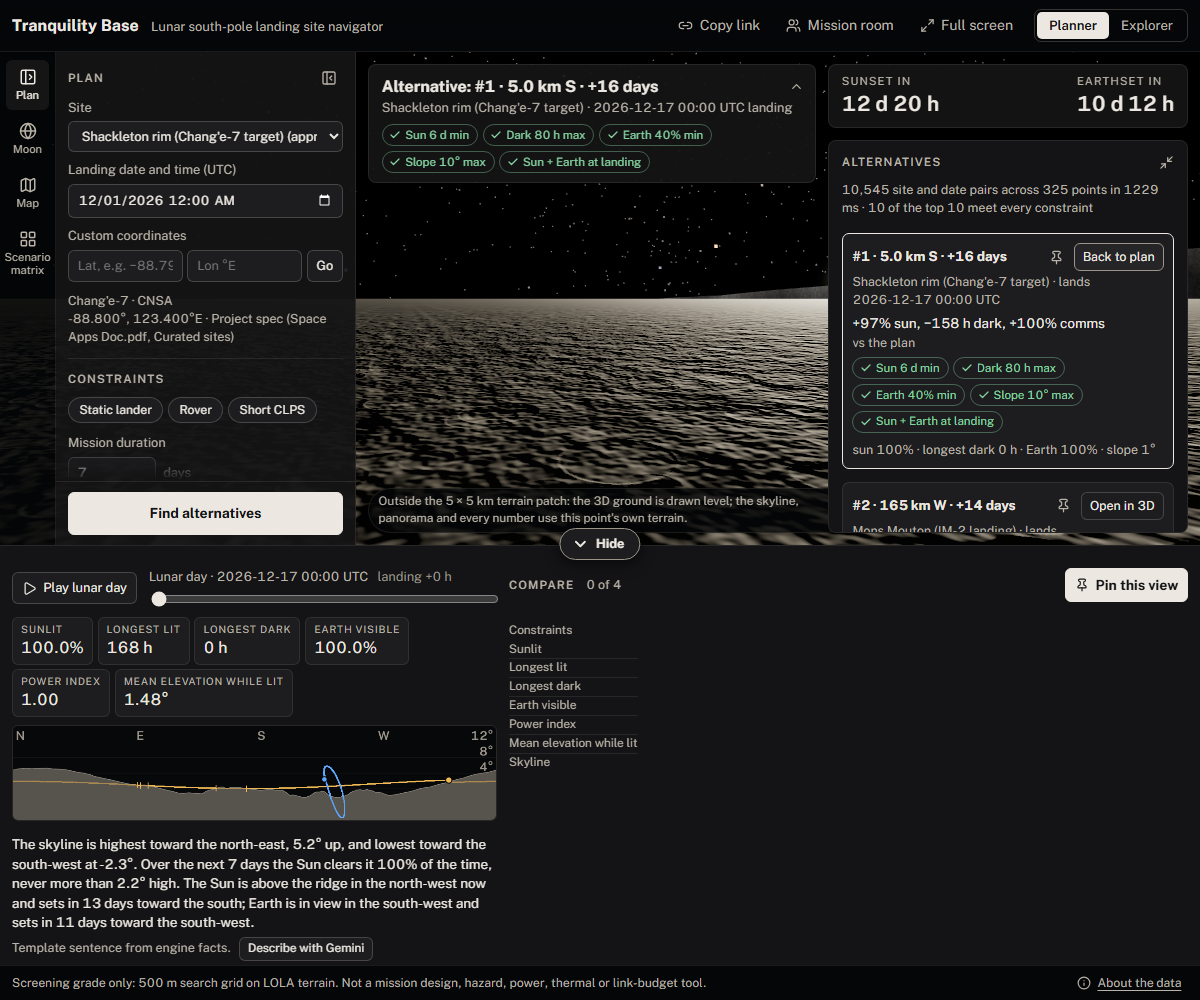 Tranquility Base Lunar south-pole landing site navigator
Copy link Mission room Full screen Planner Explorer
Plan
Moon
Map
Scenario
matrix
PLAN
Site
Shackleton rim (Chang'e-7 target) (appr
Landing date and time (UTC)
12/01/2026 12:00 AM
Custom coordinates
Lat, e.g. −88.79 Lon °E Go
Chang'e-7 · CNSA
-88.800°, 123.400°E · Project spec (Space
Apps Doc.pdf, Curated sites)
CONSTRAINTS
Static lander Rover Short CLPS
Mission duration
7 days
Find alternatives
Alternative: #1 · 5.0 km S · +16 days
Shackleton rim (Chang'e-7 target) · 2026-12-17 00:00 UTC landing
Sun 6 d min Dark 80 h max Earth 40% min
Slope 10° max Sun + Earth at landing
Outside the 5 × 5 km terrain patch: the 3D ground is drawn level; the skyline,
panorama and every number use this point's own terrain.
Hide
SUNSET IN EARTHSET IN
12 d 20 h 10 d 12 h
ALTERNATIVES
10,545 site and date pairs across 325 points in 1229
ms · 10 of the top 10 meet every constraint
#1 · 5.0 km S · +16 days Back to plan
Shackleton rim (Chang'e-7 target) · lands
2026-12-17 00:00 UTC
+97% sun, −158 h dark, +100% comms
vs the plan
Sun 6 d min Dark 80 h max
Earth 40% min Slope 10° max
Sun + Earth at landing
sun 100% · longest dark 0 h · Earth 100% · slope 1°
#2 · 165 km W · +14 days Open in 3D
Mons Mouton (IM-2 landing) · lands
Play lunar day Lunar day · 2026-12-17 00:00 UTC landing +0 h
SUNLIT LONGEST LIT LONGEST DARK EARTH VISIBLE
100.0% 168 h 0 h 100.0%
POWER INDEX MEAN ELEVATION WHILE LIT
1.00 1.48°
N E S W 12°
8°
4°
The skyline is highest toward the north-east, 5.2° up, and lowest toward the
south-west at -2.3°. Over the next 7 days the Sun clears it 100% of the time,
never more than 2.2° high. The Sun is above the ridge in the north-west now
and sets in 13 days toward the south; Earth is in view in the south-west and
sets in 11 days toward the south-west.
Template sentence from engine facts. Describe with Gemini
COMPARE 0 of 4 Pin this view
Constraints
Sunlit
Longest lit
Longest dark
Earth visible
Power index
Mean elevation while lit
Skyline
Screening grade only: 500 m search grid on LOLA terrain. Not a mission design, hazard, power, thermal or link-budget tool. About the data